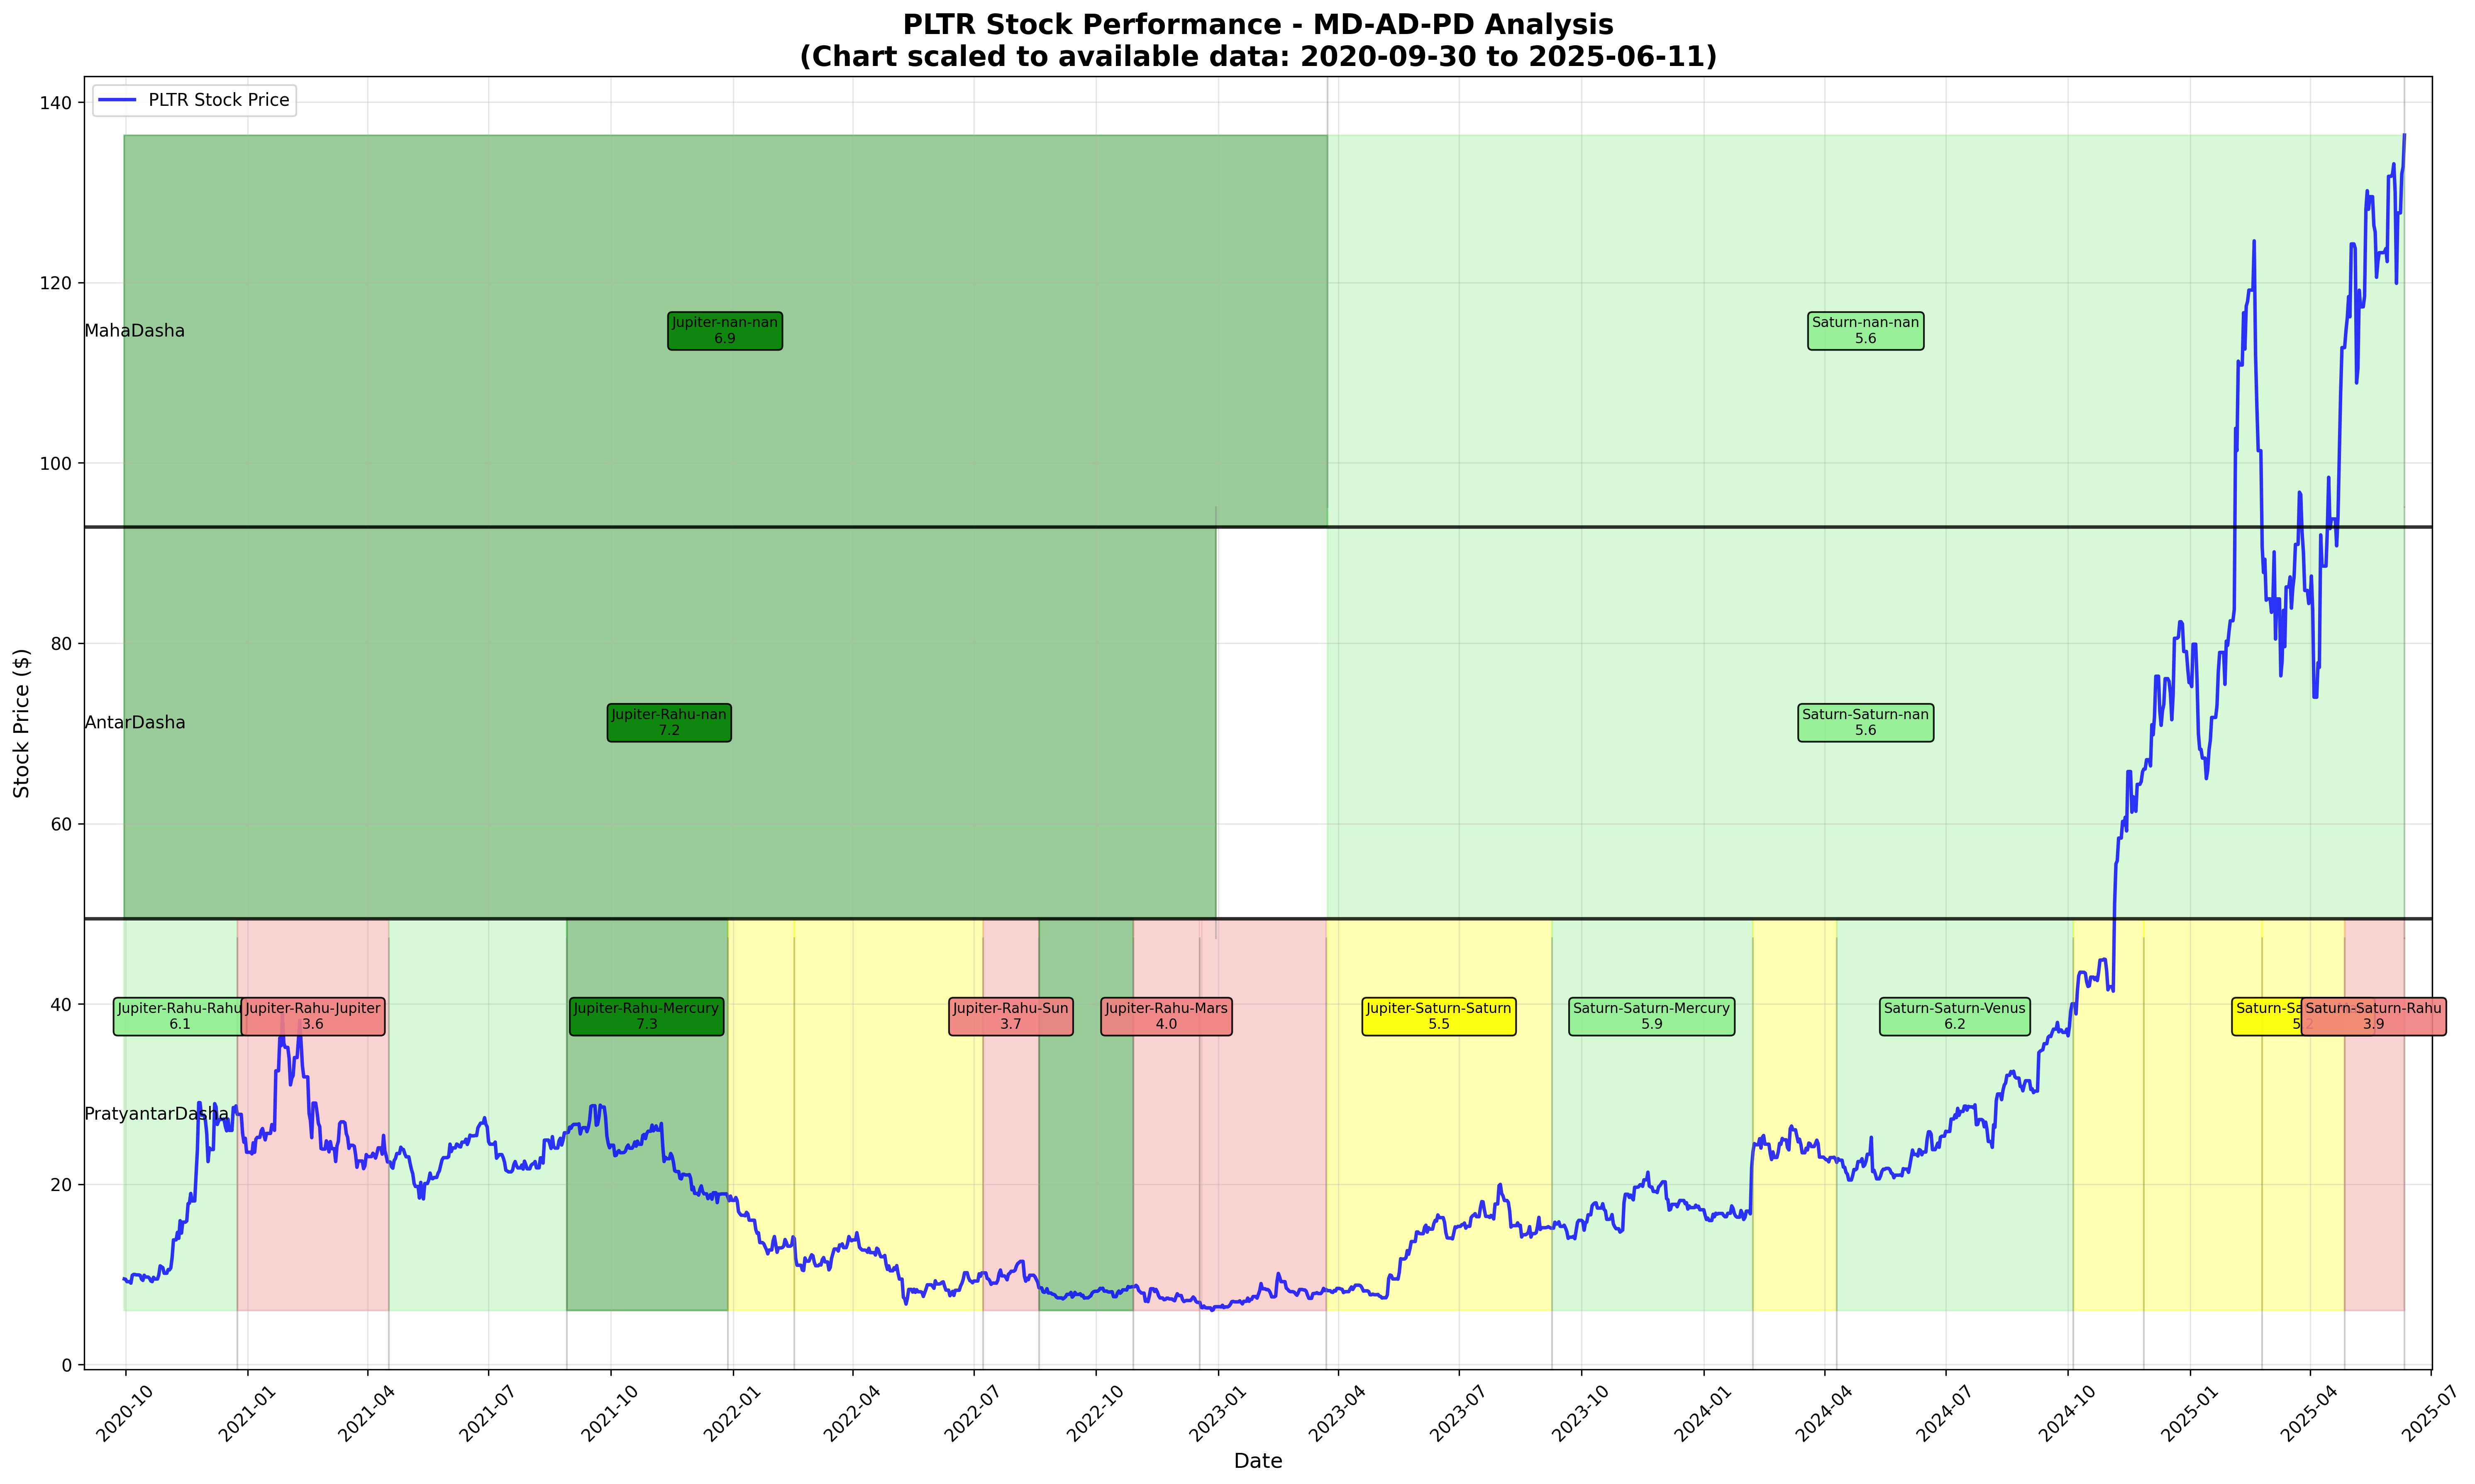 PLTR Stock Performance - MD-AD-PD Analysis
(Chart scaled to available data: 2020-09-30 to 2025-06-11)
PLTR Stock Price
140
120
100
80
60
40
20
0
Stock Price ($)
MahaDasha
Jupiter-nan-nan
6.9
Saturn-nan-nan
5.6
AntarDasha
Jupiter-Rahu-nan
7.2
Saturn-Saturn-nan
5.6
PratyantarDasha
Jupiter-Rahu-Rahu
6.1
Jupiter-Rahu-Jupiter
3.6
Jupiter-Rahu-Mercury
7.3
Jupiter-Rahu-Sun
3.7
Jupiter-Rahu-Mars
4.0
Jupiter-Saturn-Saturn
5.5
Saturn-Saturn-Mercury
5.9
Saturn-Saturn-Venus
6.2
Saturn-Saturn-Rahu
3.9
2020-10
2021-01
2021-04
2021-07
2021-10
2022-01
2022-04
2022-07
2022-10
2023-01
2023-04
2023-07
2023-10
2024-01
2024-04
2024-07
2024-10
2025-01
2025-04
2025-07
Date